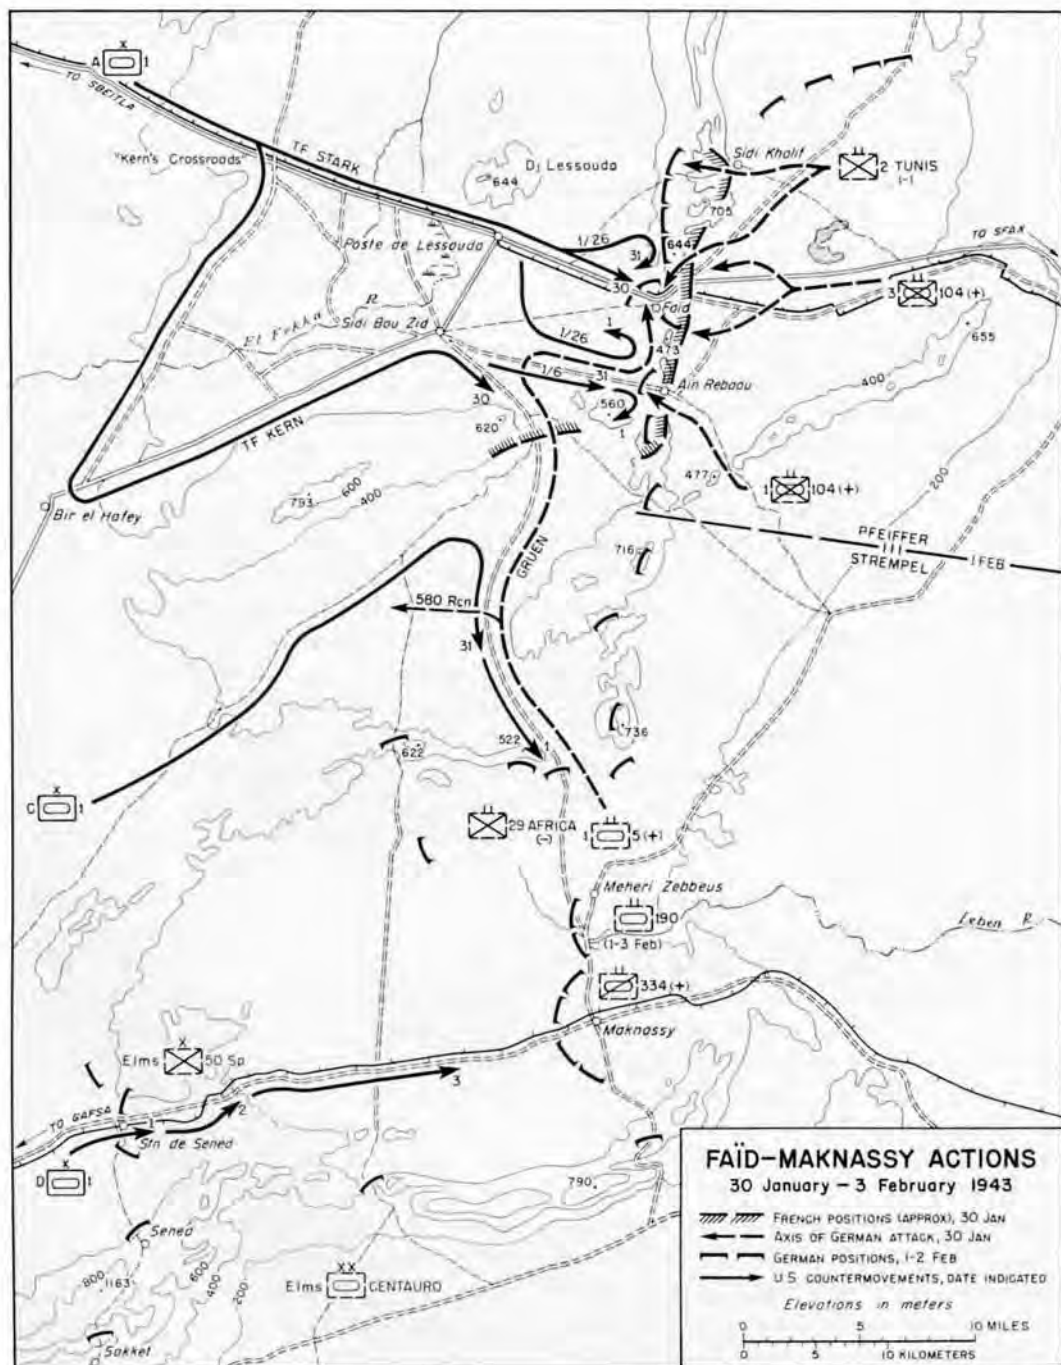 X
A 1
TO SBEITLA
"Kern's Crossroads"
TF STARK
644
Dj Lessouda
Sidi Khalif
2 TUNIS
(-)
705
TO SFAX
Poste de Lessouda
1/26
31
644
30
3 104 (+)
Faïd
El Fekka R
Sidi Bou Zid
1
1/26
473
655
400
1/6
31
Ain Rebaou
30
560
1
620
TF KERN
477
200
1 104 (+)
793
600
400
Bir el Hafey
PFEIFFER
III 1 FEB
STREMPEL
GRUEN
716
580 Rcn
31
736
522
1
622
X
C 1
29 AFRICA
(-)
1 5 (+)
Meheri Zebbeus
190
(1-3 Feb)
Leben R.
334 (+)
Maknassy
X
Elms 50 Sp
3
2
TO GAFSA
1
Stn de Sened
X
D 1
790
Sened
XX
Elms CENTAURO
800
1163
600
400
200
Sakket
FAÏD-MAKNASSY ACTIONS
30 January – 3 February 1943
FRENCH POSITIONS (APPROX), 30 JAN
AXIS OF GERMAN ATTACK, 30 JAN
GERMAN POSITIONS, 1-2 FEB
U.S. COUNTERMOVEMENTS, DATE INDICATED
Elevations in meters
0 5 10 MILES
0 5 10 KILOMETERS